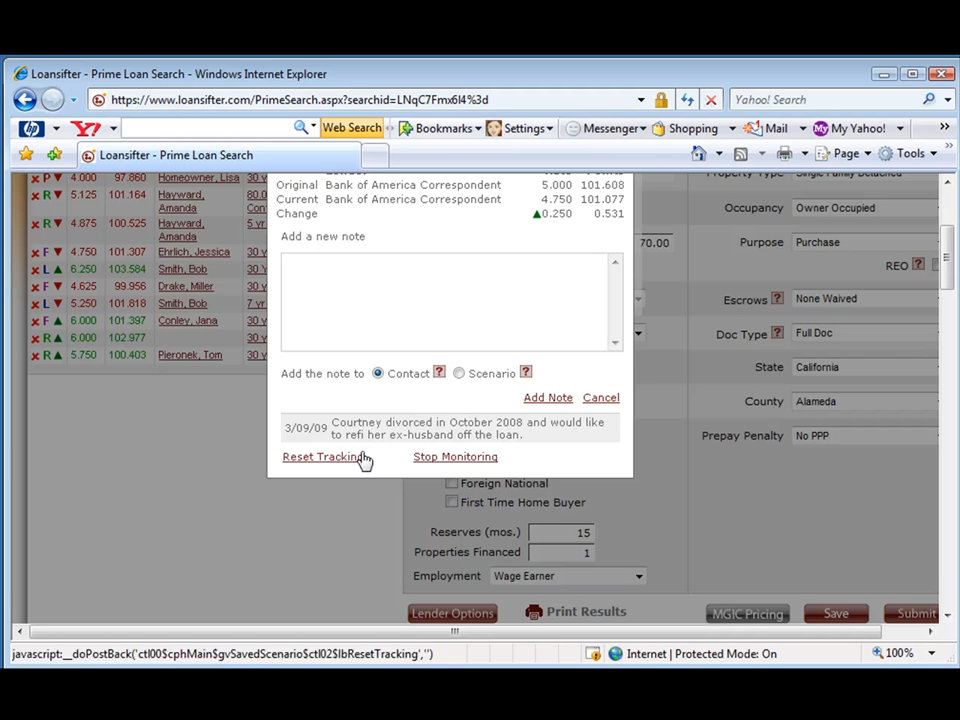 Loansifter - Prime Loan Search - Windows Internet Explorer
https://www.loansifter.com/PrimeSearch.aspx?searchid=LNqC7Fmx6I4%3d
Yahoo! Search
Web Search
Bookmarks
Settings
Messenger
Shopping
Mail
My Yahoo!
Loansifter - Prime Loan Search
Page
Tools
P 4.000 97.860 Homeowner, Lisa 30 y
R 5.125 101.164 Hayward, Amanda 80.0
R 4.875 100.525 Hayward, Amanda 5 yr
F 4.750 101.307 Ehrlich, Jessica 30 y
L 6.250 103.584 Smith, Bob 30 y
F 4.625 99.956 Drake, Miller 30 y
L 5.250 101.818 Smith, Bob 7 yr
F 6.000 101.397 Conley, Jana 30 y
R 6.000 102.977 30 y
R 5.750 100.403 Pieronek, Tom 30 y
Original Bank of America Correspondent 5.000 101.608
Current Bank of America Correspondent 4.750 101.077
Change 0.250 0.531
Add a new note
Add the note to Contact ? Scenario ?
Add Note Cancel
3/09/09 Courtney divorced in October 2008 and would like
to refi her ex-husband off the loan.
Reset Tracking Stop Monitoring
70.00
Foreign National
First Time Home Buyer
Reserves (mos.) 15
Properties Financed 1
Employment Wage Earner
Occupancy Owner Occupied
Purpose Purchase
REO ?
Escrows ? None Waived
Doc Type ? Full Doc
State California
County Alameda
Prepay Penalty No PPP
Lender Options Print Results MGIC Pricing Save Submit
javascript:__doPostBack('ctl00$cphMain$gvSavedScenario$ctl02$lbResetTracking','')
Internet | Protected Mode: On
100%